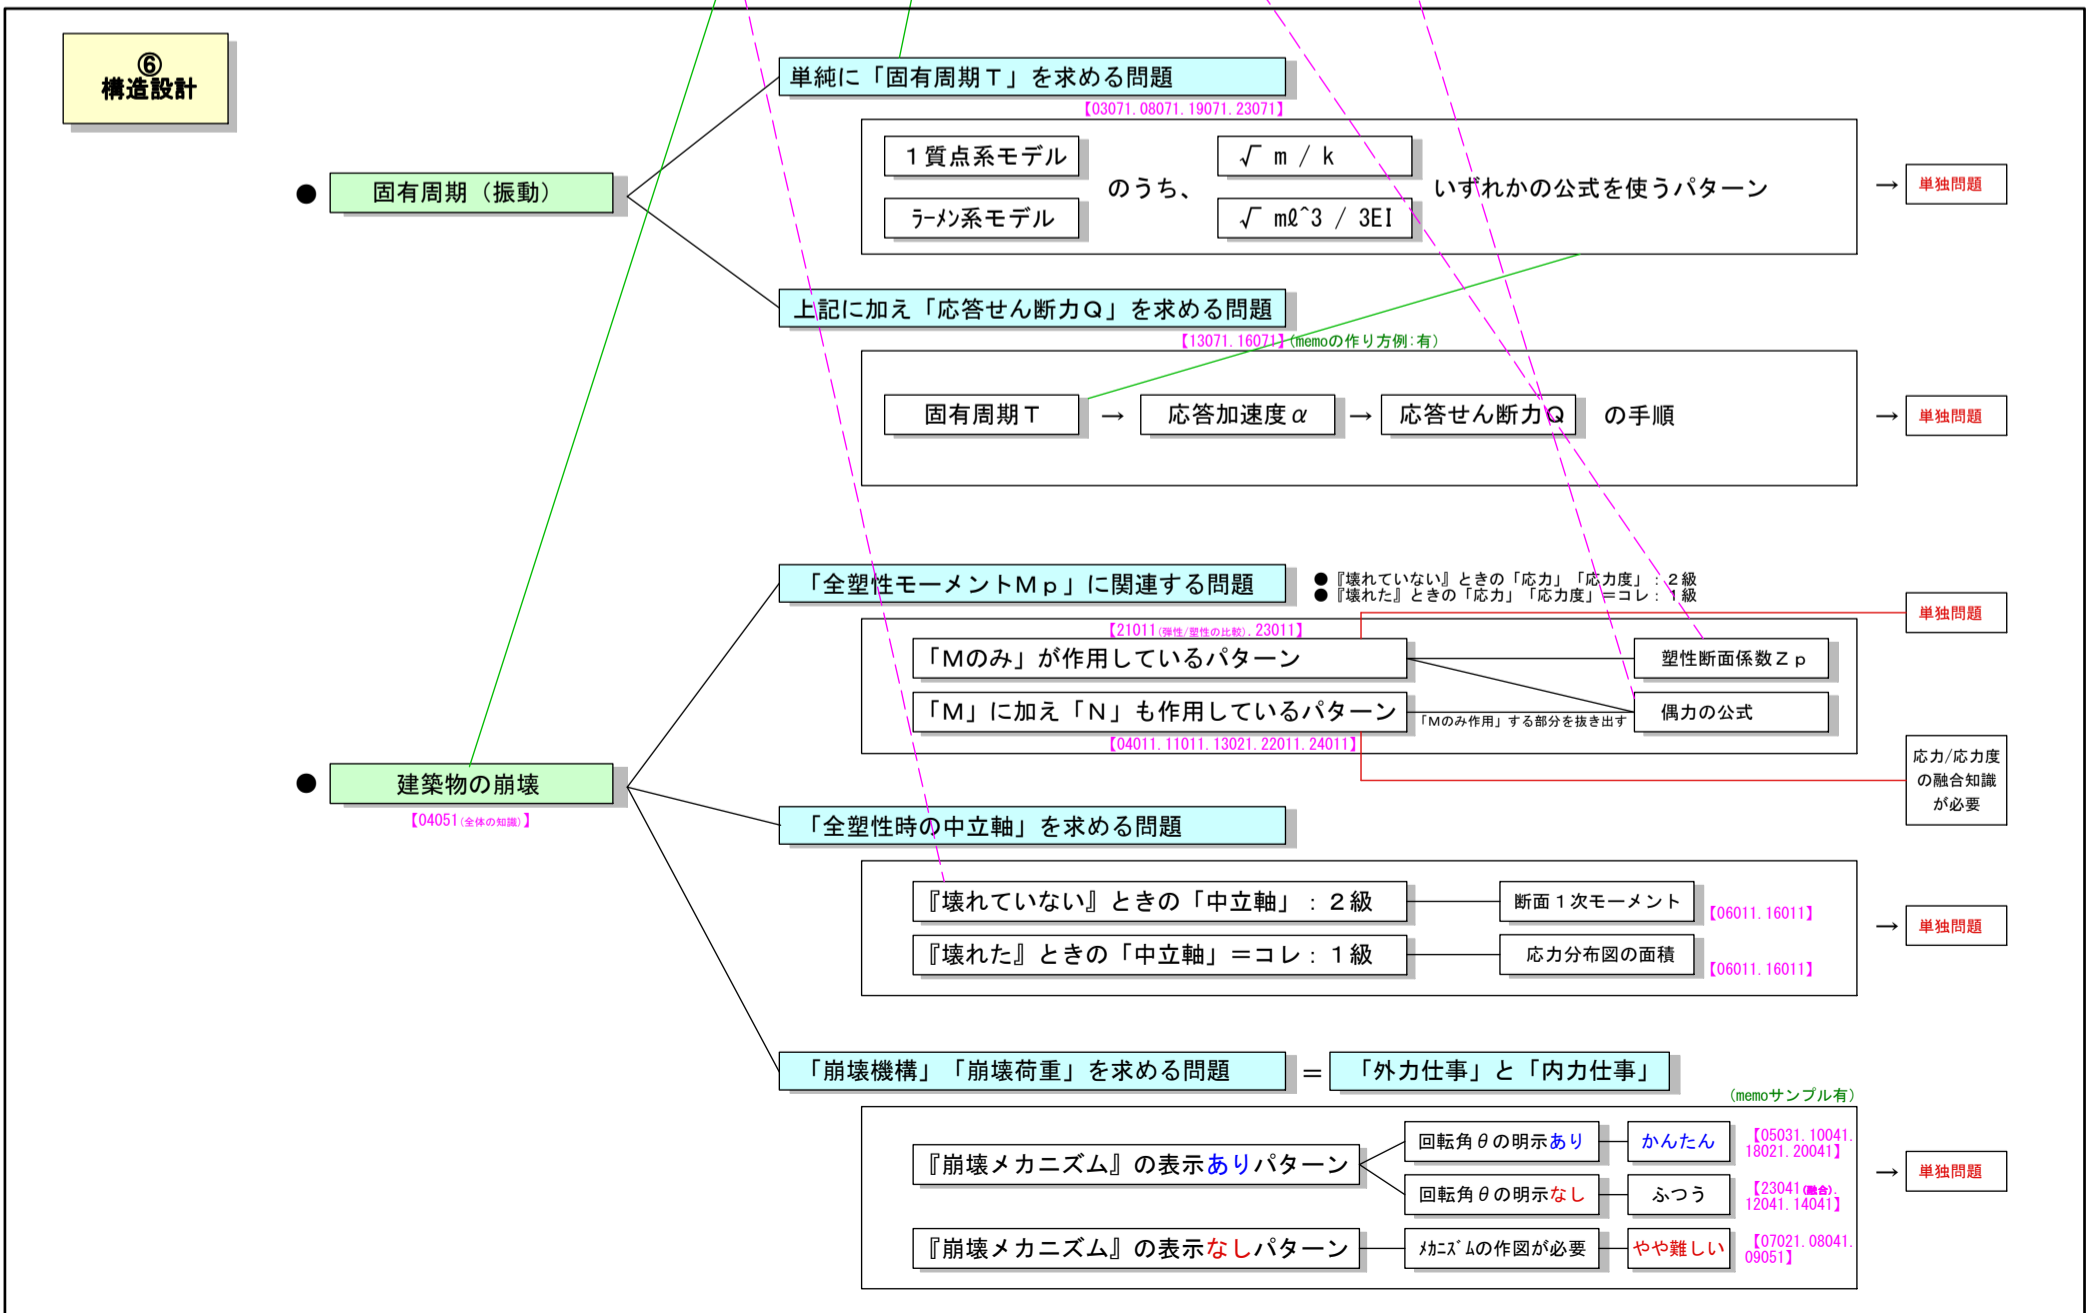 ⑥
構造設計
単純に「固有周期Ｔ」を求める問題
【03071. 08071. 19071. 23071】
● 固有周期（振動）
１質点系モデル
ﾗｰﾒﾝ系モデル
のうち、
√ m / k
√ mℓ^3 / 3EI
いずれかの公式を使うパターン
→ 単独問題
上記に加え「応答せん断力Ｑ」を求める問題
【13071. 16071】(memoの作り方例:有)
固有周期Ｔ → 応答加速度α → 応答せん断力Ｑ の手順
→ 単独問題
「全塑性モーメントＭｐ」に関連する問題
●『壊れていない』ときの「応力」「応力度」：２級
●『壊れた』ときの「応力」「応力度」＝コレ：１級
単独問題
【21011(弾性/塑性の比較). 23011】
「Ｍのみ」が作用しているパターン
塑性断面係数Ｚｐ
「Ｍ」に加え「Ｎ」も作用しているパターン
「Ｍのみ作用」する部分を抜き出す
偶力の公式
【04011. 11011. 13021. 22011. 24011】
応力/応力度
の融合知識
が必要
● 建築物の崩壊
【04051(全体の知識)】
「全塑性時の中立軸」を求める問題
『壊れていない』ときの「中立軸」：２級
断面１次モーメント
【06011. 16011】
『壊れた』ときの「中立軸」＝コレ：１級
応力分布図の面積
【06011. 16011】
→ 単独問題
「崩壊機構」「崩壊荷重」を求める問題 ＝ 「外力仕事」と「内力仕事」
(memoサンプル有)
『崩壊メカニズム』の表示ありパターン
回転角θの明示あり
かんたん
【05031. 10041.
18021. 20041】
回転角θの明示なし
ふつう
【23041(融合).
12041. 14041】
→ 単独問題
『崩壊メカニズム』の表示なしパターン
ﾒｶﾆｽﾞﾑの作図が必要
やや難しい
【07021. 08041.
09051】